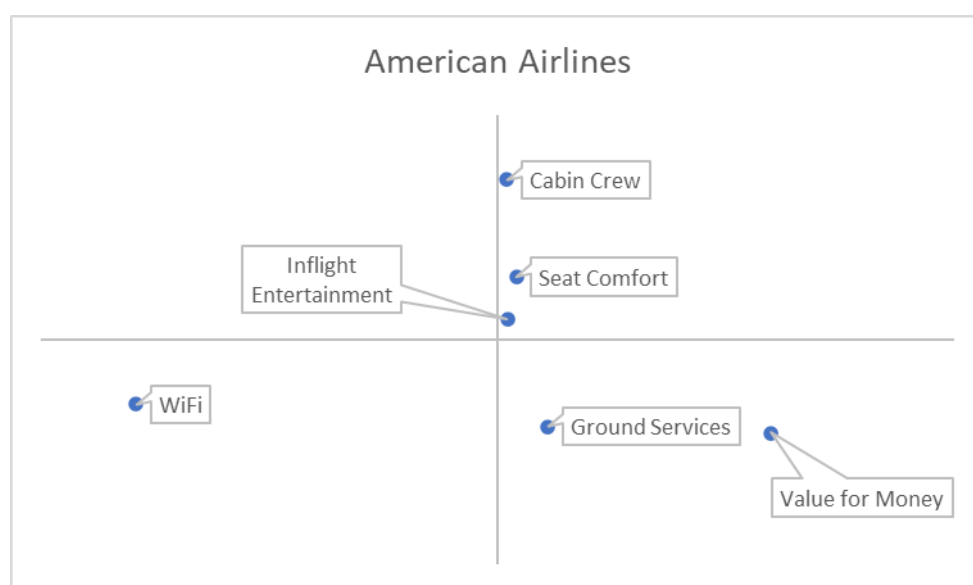 American Airlines
Cabin Crew
Inflight
Entertainment
Seat Comfort
WiFi
Ground Services
Value for Money